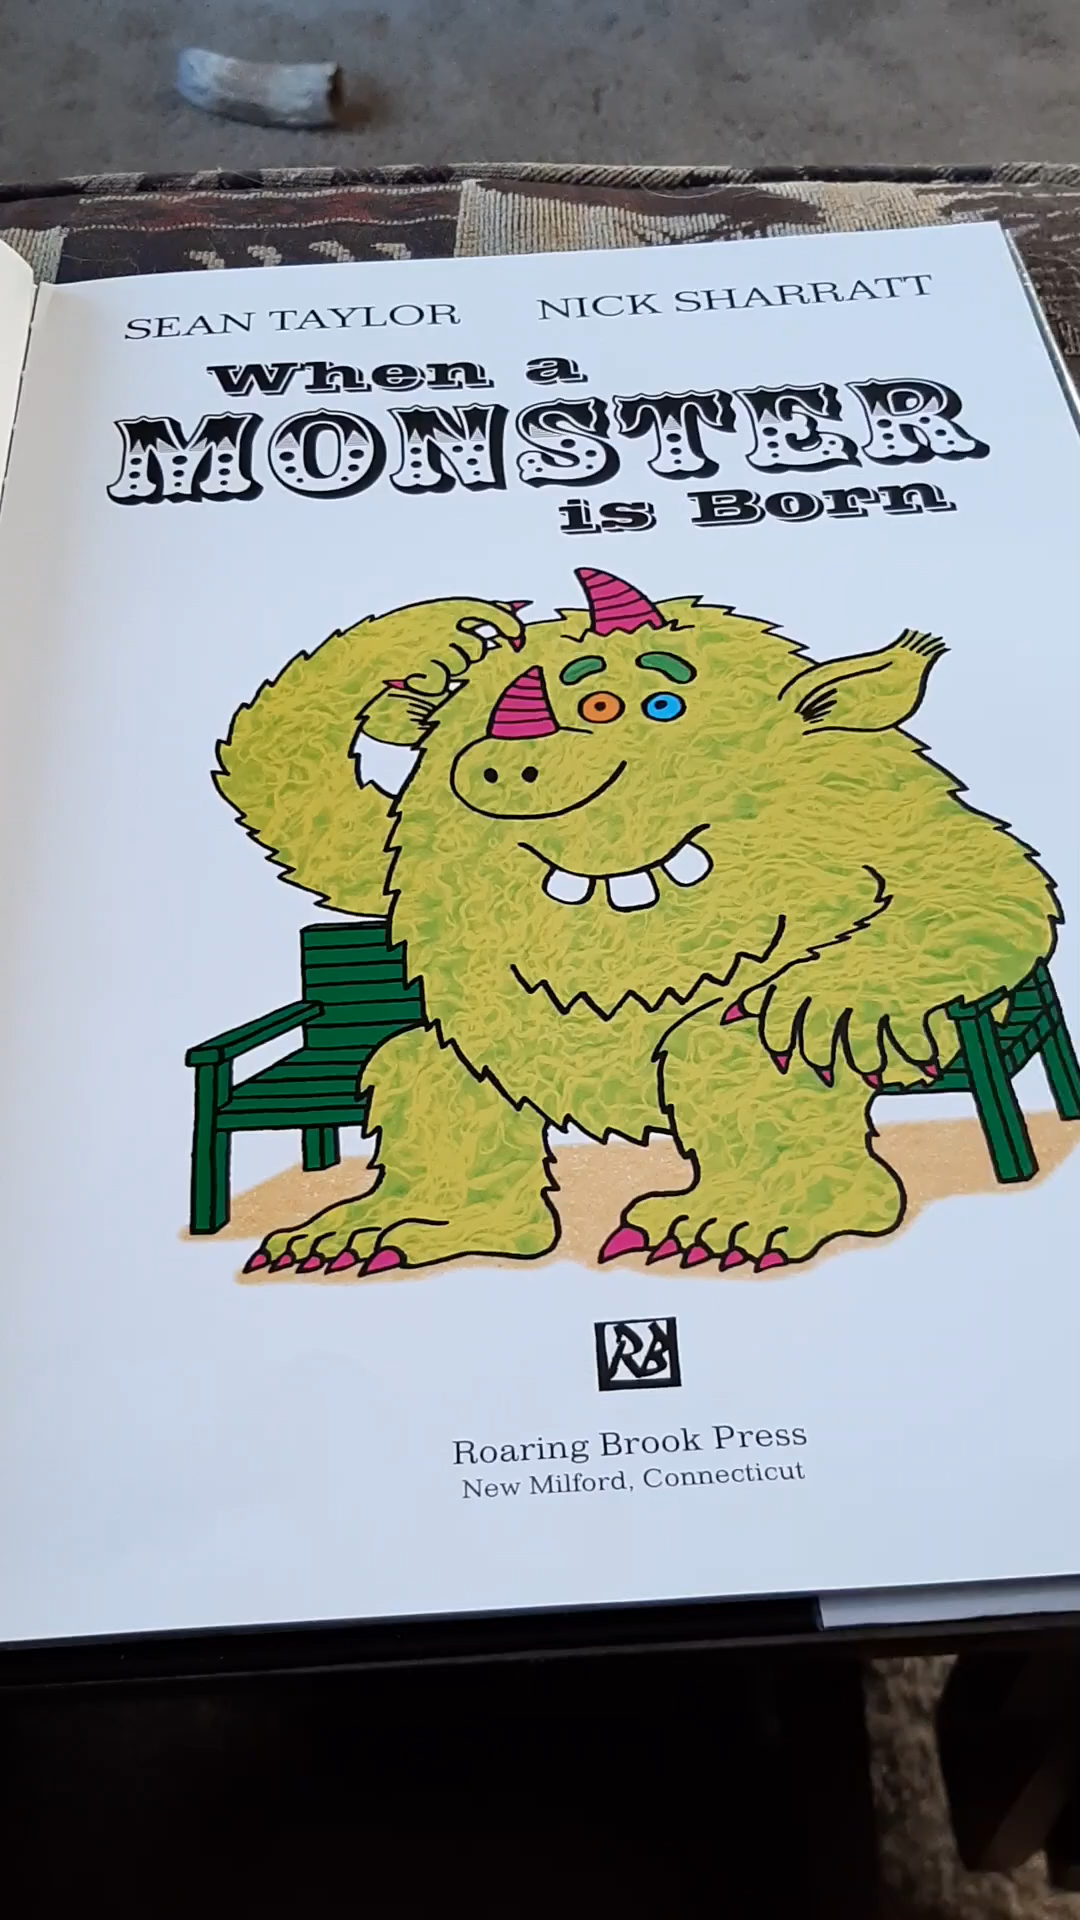 SEAN TAYLOR NICK SHARRATT
When a
MONSTER
is Born
RB
Roaring Brook Press
New Milford, Connecticut